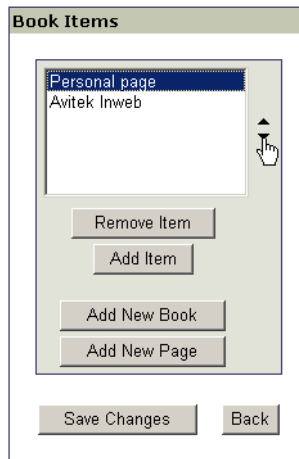 Book Items
Personal page
Avitek Inweb
Remove Item
Add Item
Add New Book
Add New Page
Save Changes Back